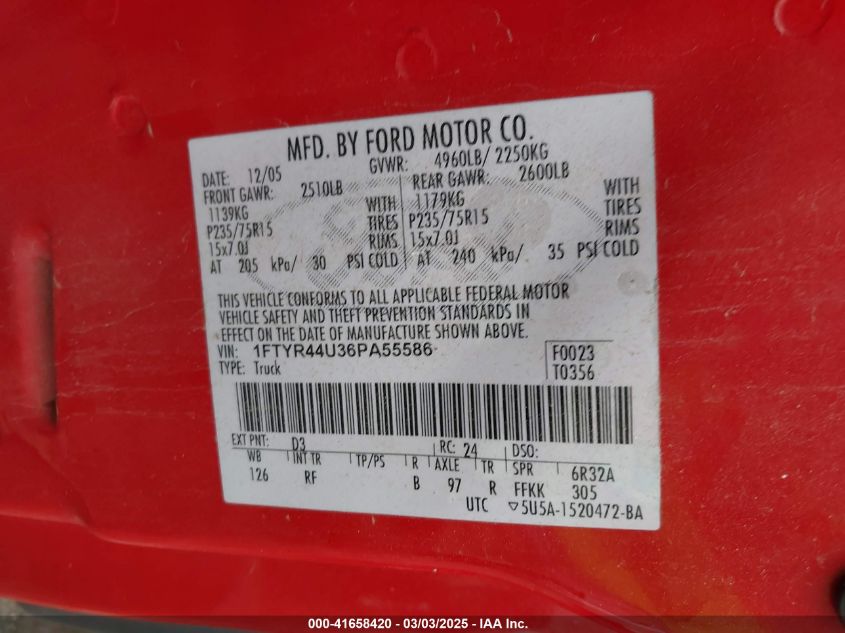 MFD. BY FORD MOTOR CO.
DATE: 12/05 GVWR: 4960LB/ 2250KG
FRONT GAWR: 2510LB REAR GAWR: 2600LB
1139KG WITH 1179KG WITH
P235/75R15 TIRES P235/75R15 TIRES
15x7.0J RIMS 15x7.0J RIMS
AT 205 kPa/ 30 PSI COLD AT 240 kPa/ 35 PSI COLD
THIS VEHICLE CONFORMS TO ALL APPLICABLE FEDERAL MOTOR
VEHICLE SAFETY AND THEFT PREVENTION STANDARDS IN
EFFECT ON THE DATE OF MANUFACTURE SHOWN ABOVE.
VIN: 1FTYR44U36PA55586 F0023
TYPE: Truck T0356
EXT PNT: D3 RC: 24 DSO:
WB INT TR TP/PS R AXLE TR SPR 6R32A
126 RF B 97 R FFKK 305
UTC ▽5U5A-1520472-BA
000-41658420 - 03/03/2025 - IAA Inc.